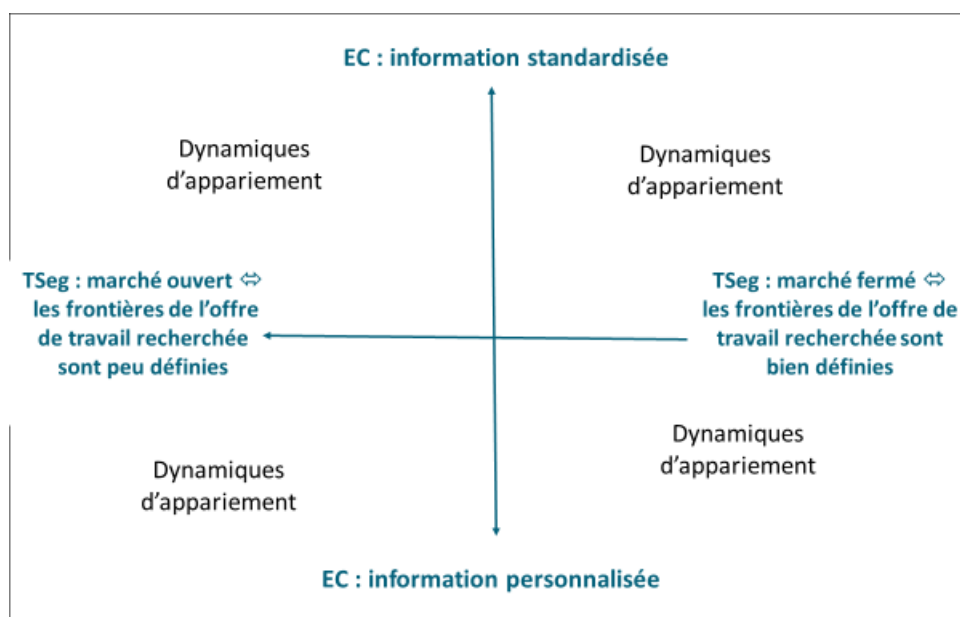 EC : information standardisée
Dynamiques
d’appariement
Dynamiques
d’appariement
TSeg : marché ouvert ⬄
les frontières de l’offre
de travail recherchée
sont peu définies
TSeg : marché fermé ⬄
les frontières de l’offre de
travail recherchée sont
bien définies
Dynamiques
d’appariement
Dynamiques
d’appariement
EC : information personnalisée